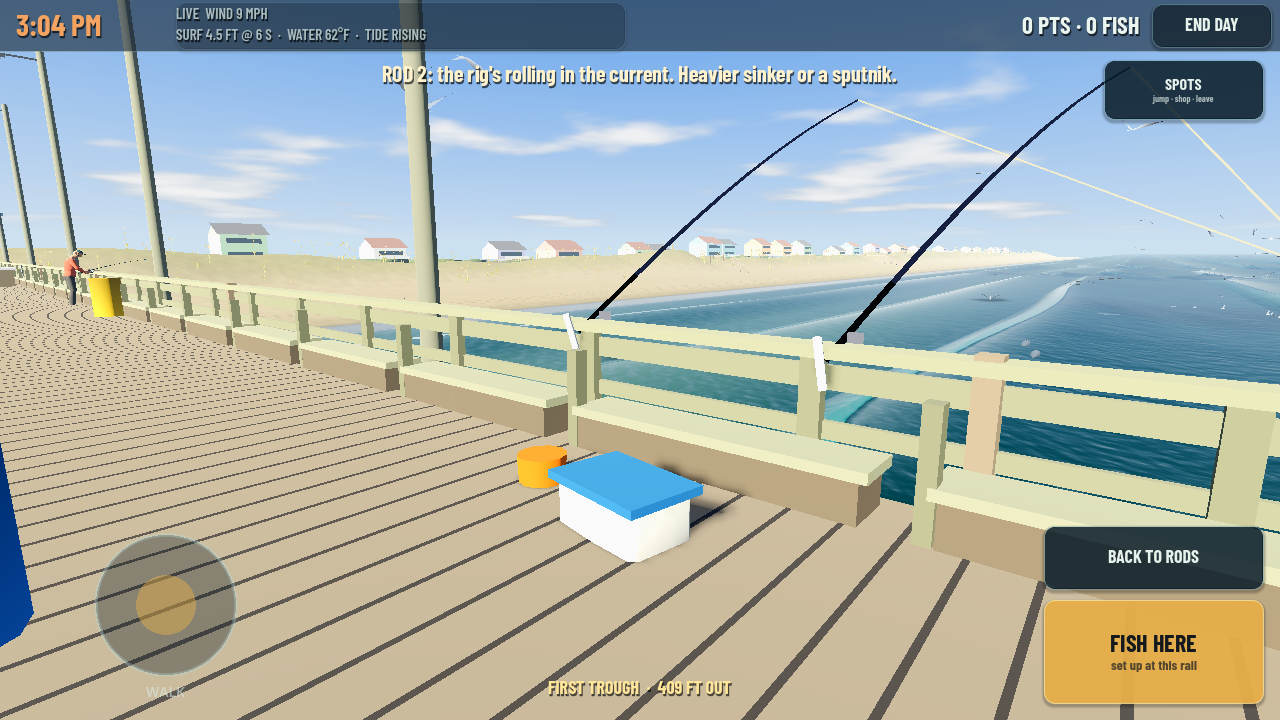 3:04 PM
LIVE WIND 9 MPH
SURF 4.5 FT @ 6 S · WATER 62°F · TIDE RISING
0 PTS · 0 FISH
END DAY
ROD 2: the rig's rolling in the current. Heavier sinker or a sputnik.
SPOTS
jump · shop · leave
BACK TO RODS
FISH HERE
set up at this rail
WALK
FIRST TROUGH · 409 FT OUT